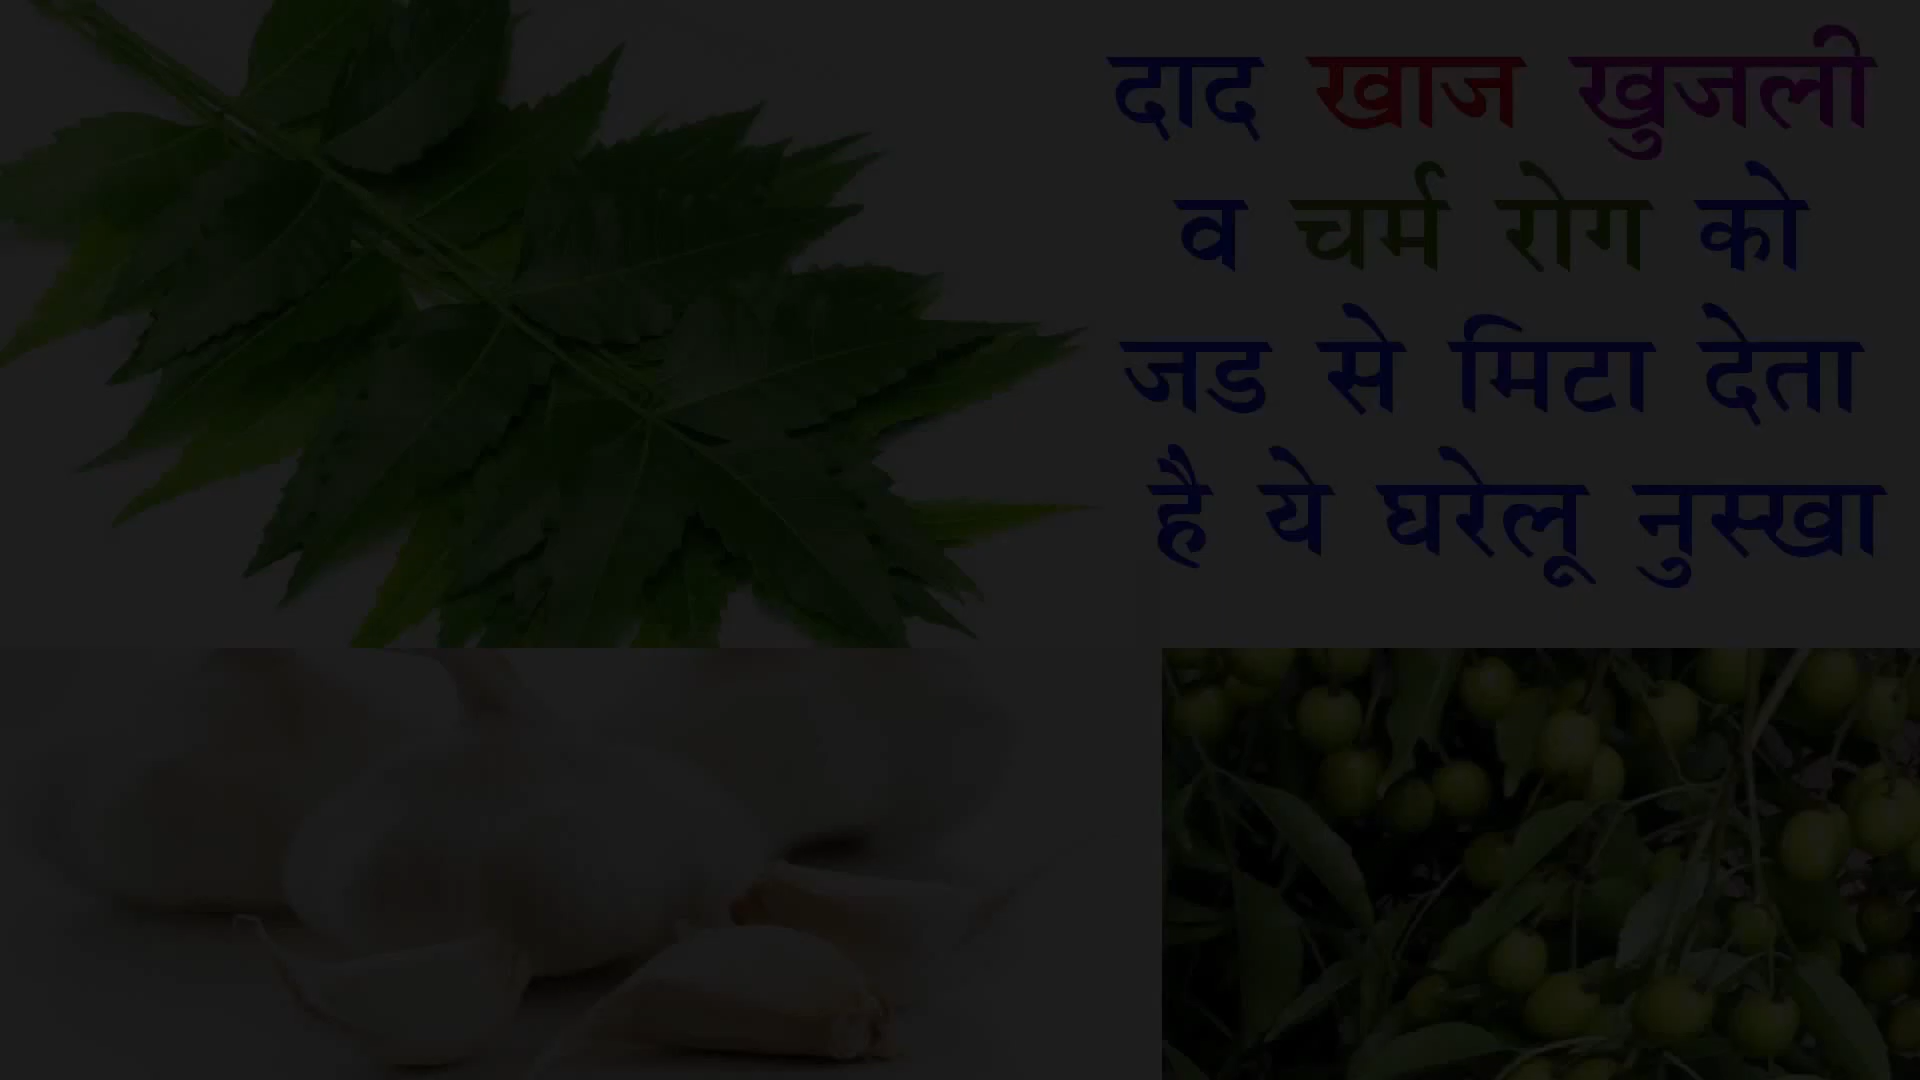 दाद खाज खुजली
व चर्म रोग को
जड से मिटा देता
है ये घरेलू नुस्खा